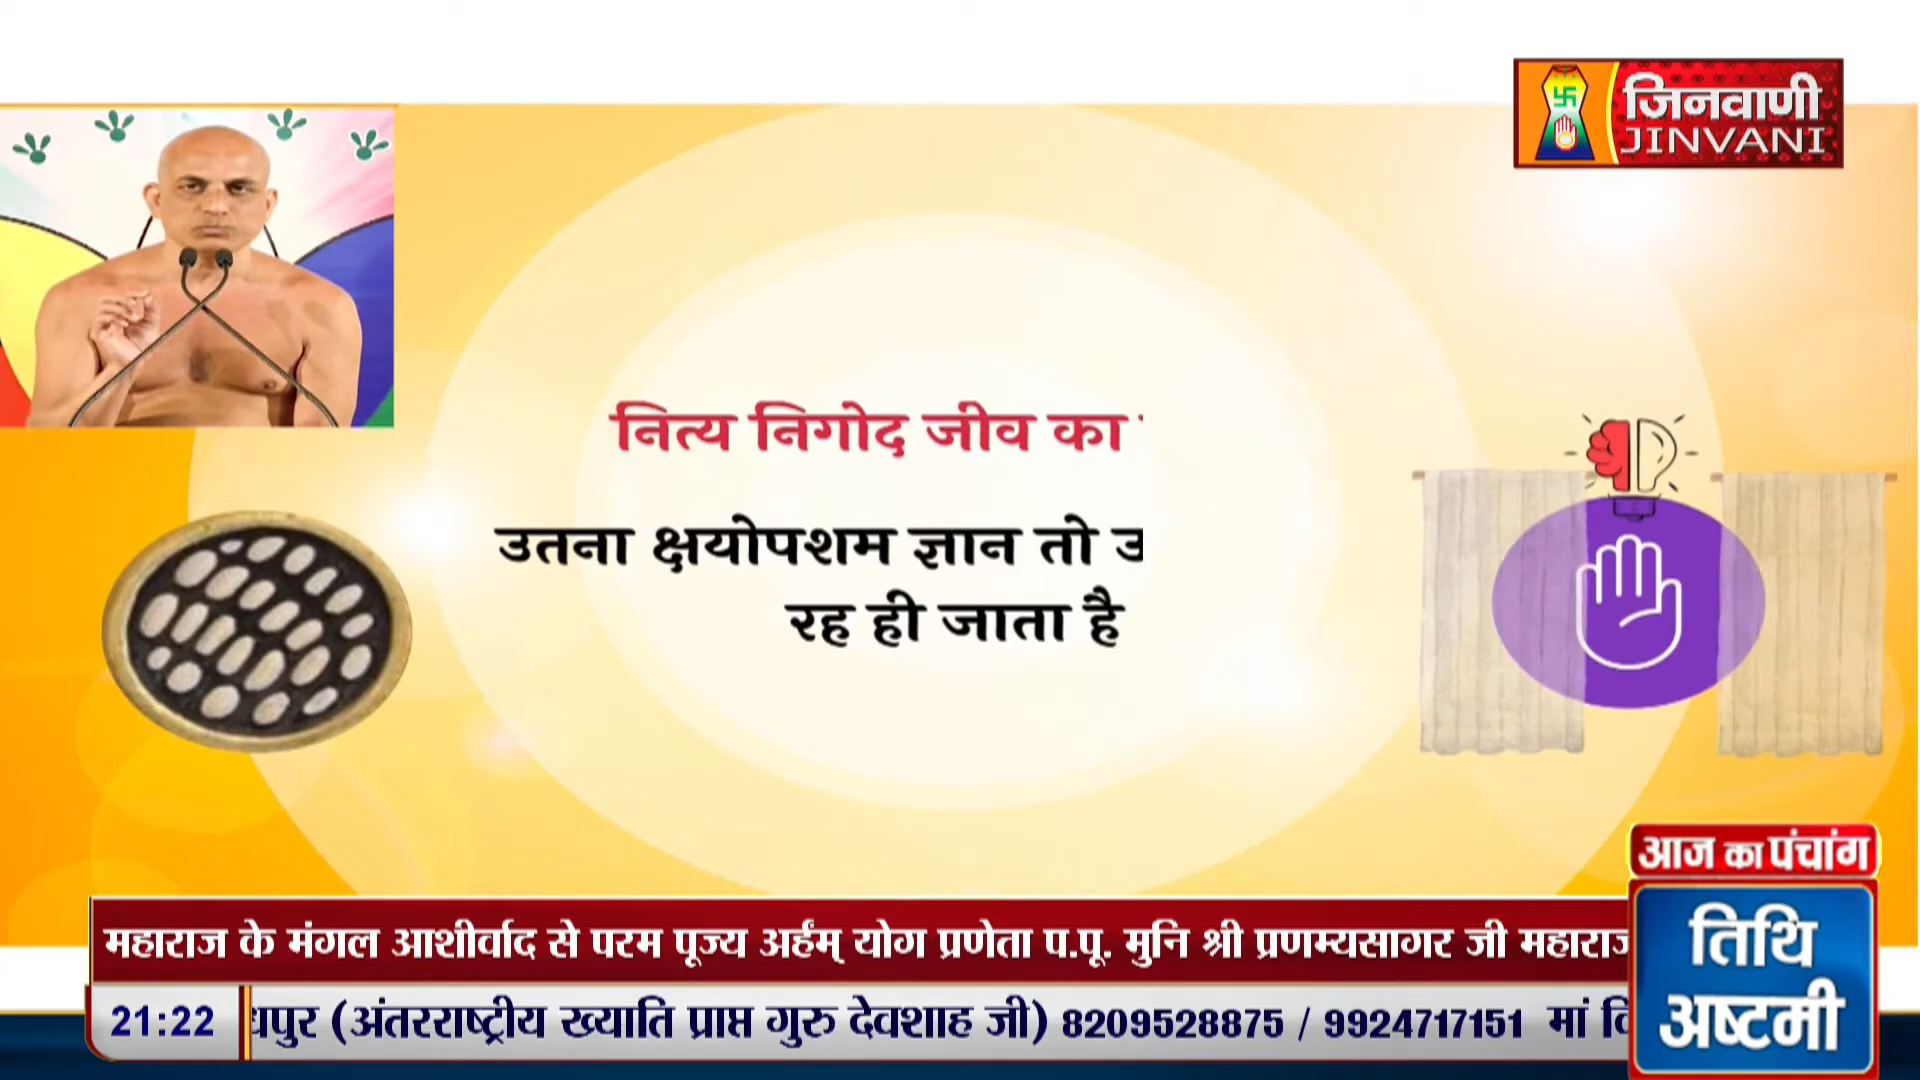 जिनवाणी
JINVANI
नित्य निगोद जीव का
उतना क्षयोपशम ज्ञान तो
रह ही जाता है
आज का पंचांग
तिथि
अष्टमी
महाराज के मंगल आशीर्वाद से परम पूज्य अर्हंम् योग प्रणेता प.पू. मुनि श्री प्रणम्यसागर जी महाराज
21:22
धपुर (अंतरराष्ट्रीय ख्याति प्राप्त गुरु देवशाह जी) 8209528875 / 9924717151 मां